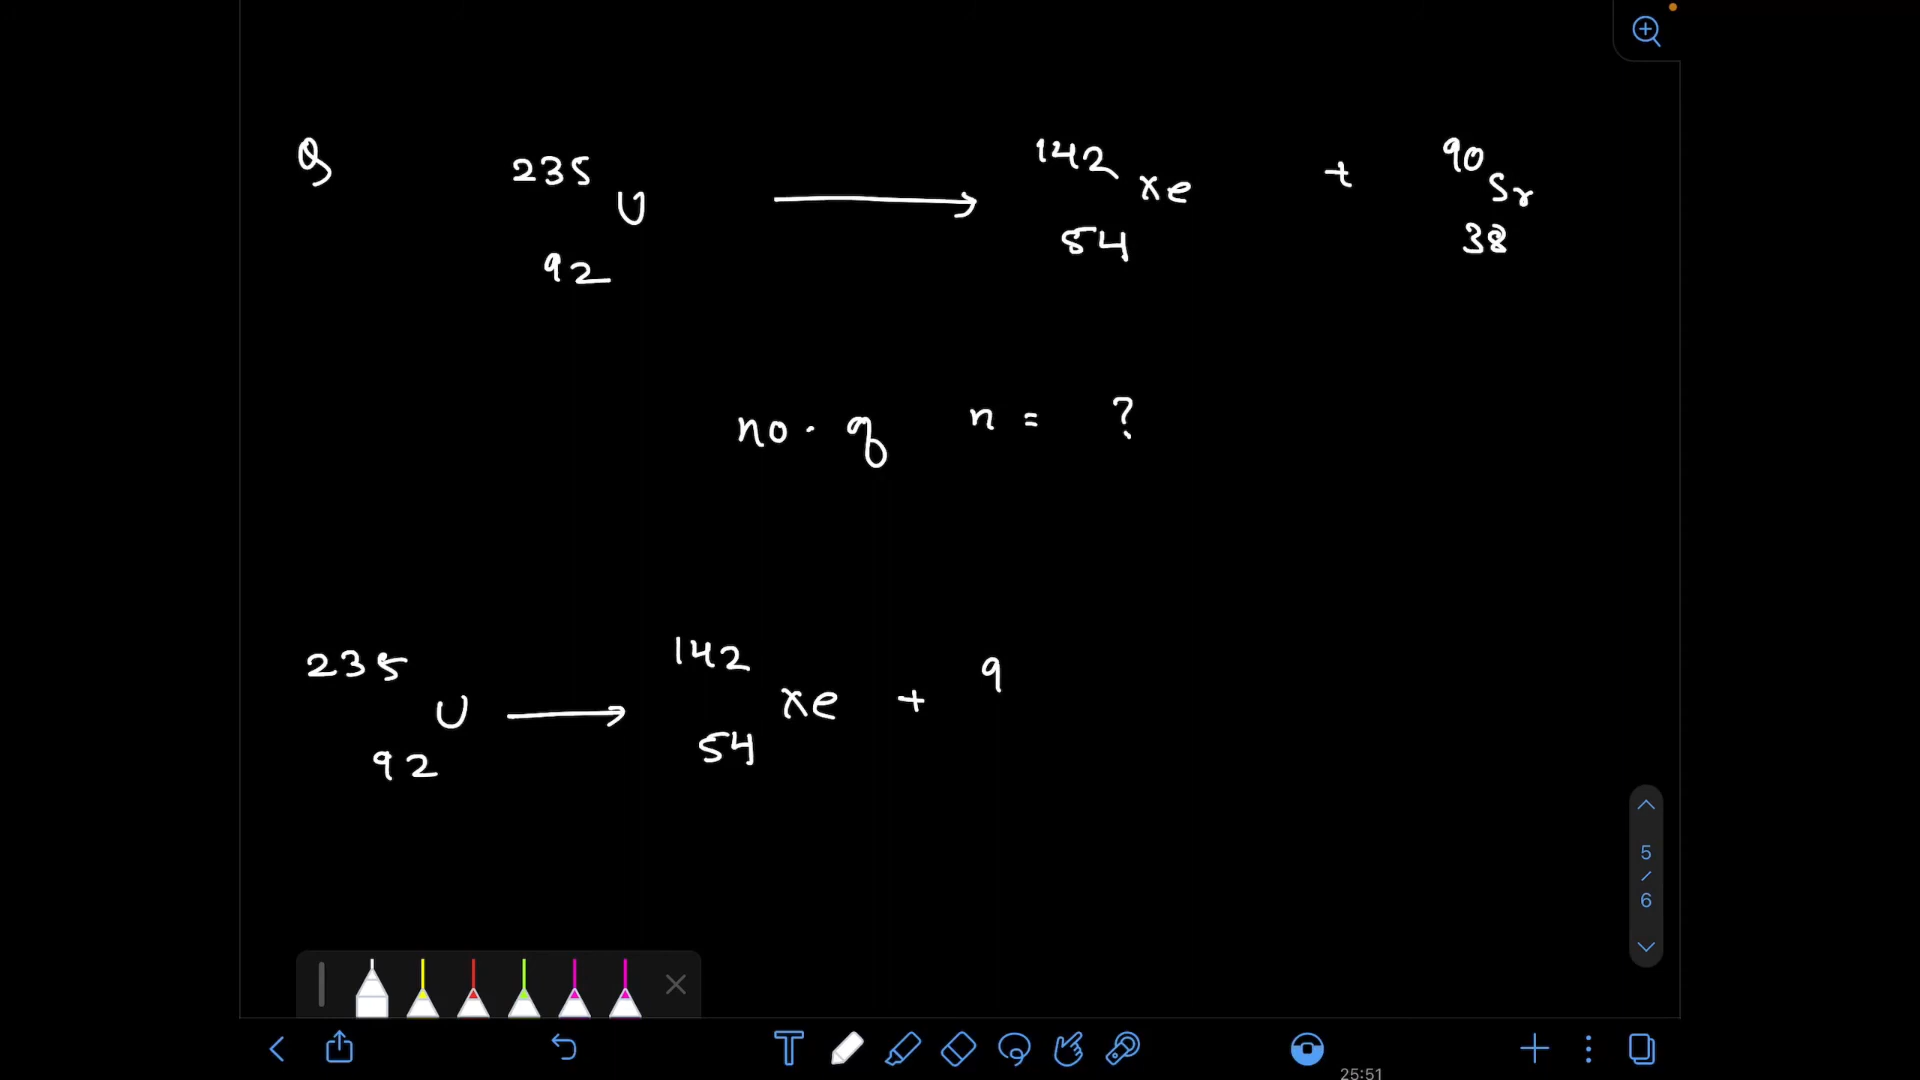 Q 235 U 92 ⟶ 142 Xe 54 + 90 Sr 38
no. of n = ?
235 U 92 ⟶ 142 Xe 54 + 9
5
/
6
25:51